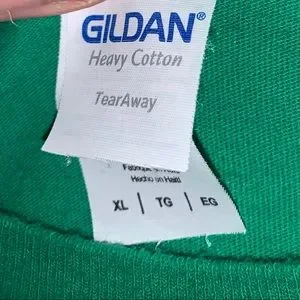 GILDAN®
Heavy Cotton
TearAway
Hecho en Haití
XL | TG | EG